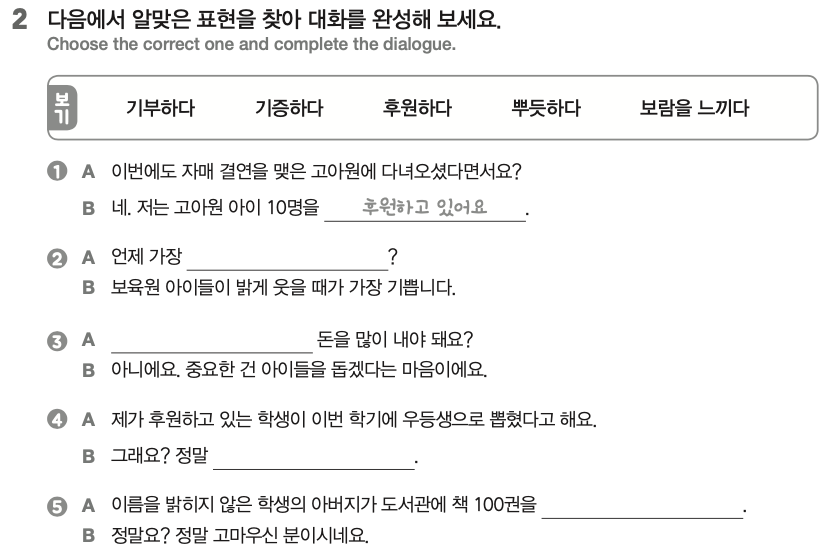 2 다음에서 알맞은 표현을 찾아 대화를 완성해 보세요.
Choose the correct one and complete the dialogue.
보기 기부하다 기증하다 후원하다 뿌듯하다 보람을 느끼다
1 A 이번에도 자매 결연을 맺은 고아원에 다녀오셨다면서요?
B 네. 저는 고아원 아이 10명을 후원하고 있어요.
2 A 언제 가장 ____________________?
B 보육원 아이들이 밝게 웃을 때가 가장 기쁩니다.
3 A ____________________ 돈을 많이 내야 돼요?
B 아니에요. 중요한 건 아이들을 돕겠다는 마음이에요.
4 A 제가 후원하고 있는 학생이 이번 학기에 우등생으로 뽑혔다고 해요.
B 그래요? 정말 ____________________.
5 A 이름을 밝히지 않은 학생의 아버지가 도서관에 책 100권을 ____________________.
B 정말요? 정말 고마우신 분이시네요.